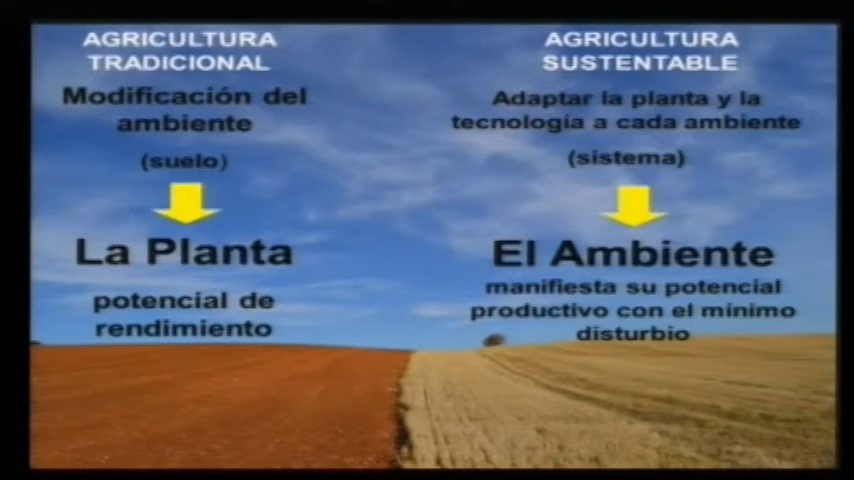 AGRICULTURA
TRADICIONAL
Modificación del
ambiente
(suelo)
La Planta
potencial de
rendimiento
AGRICULTURA
SUSTENTABLE
Adaptar la planta y la
tecnología a cada ambiente
(sistema)
El Ambiente
manifiesta su potencial
productivo con el mínimo
disturbio